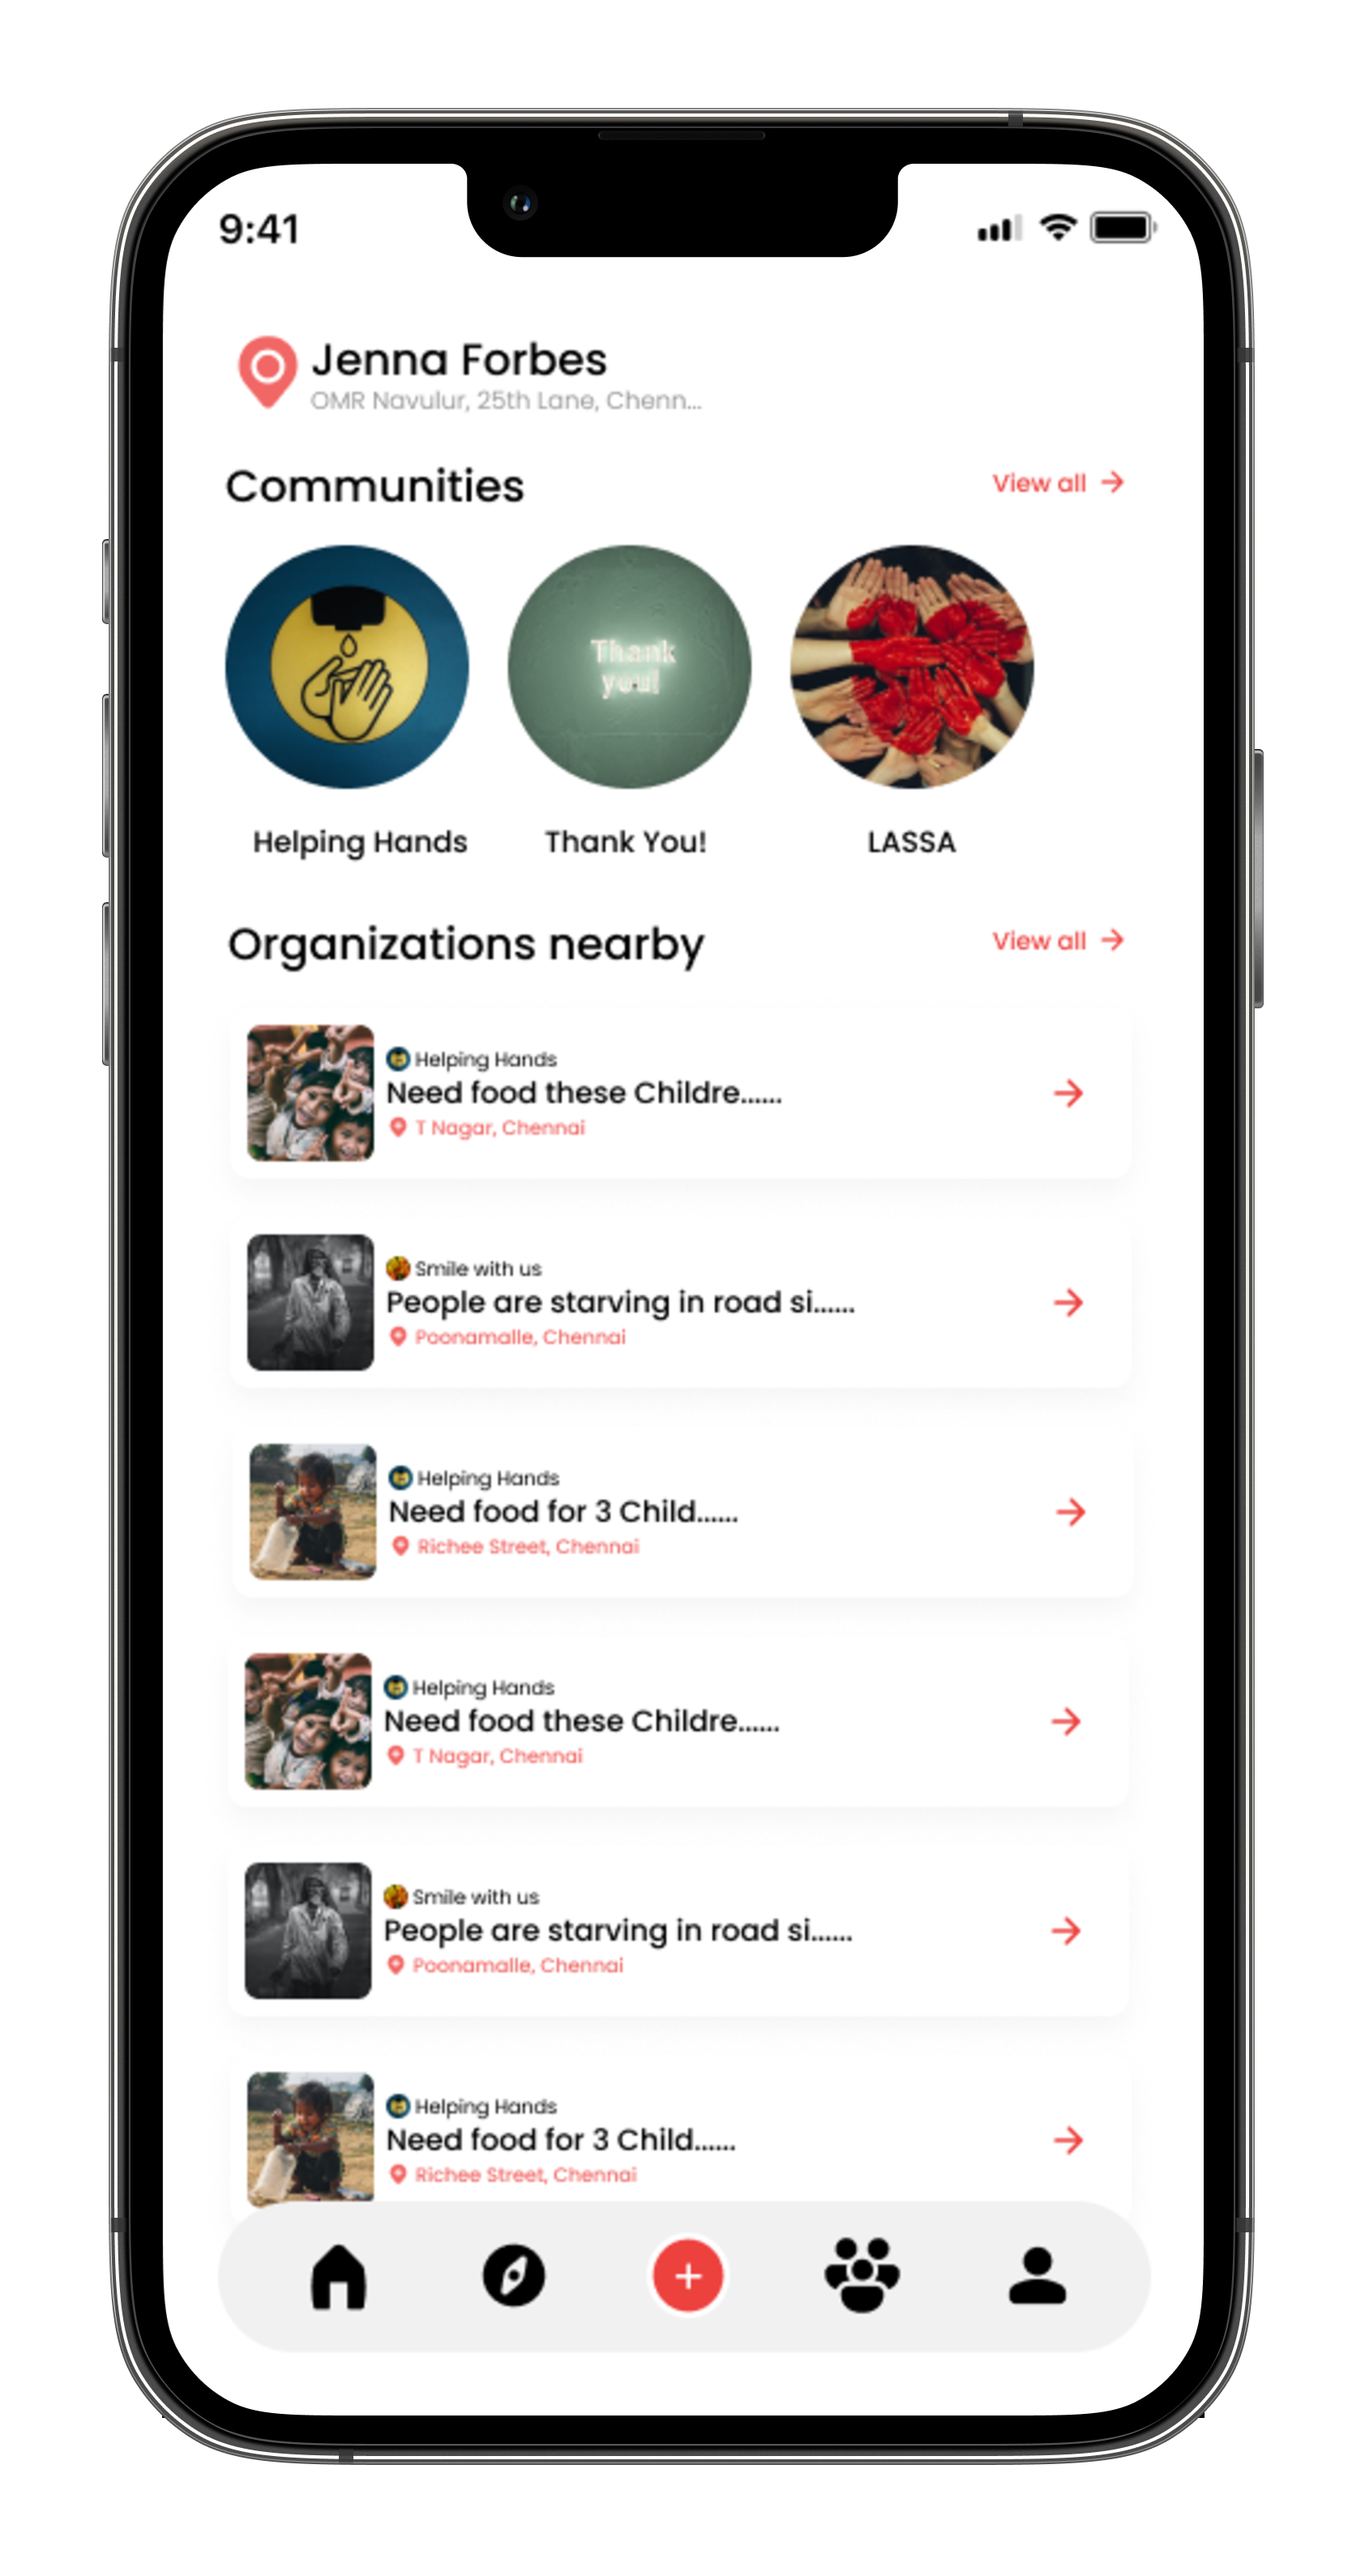 9:41
Jenna Forbes
OMR Navulur, 25th Lane, Chenn...
Communities
View all
Thank
you!
Helping Hands
Thank You!
LASSA
Organizations nearby
View all
Helping Hands
Need food these Childre......
T Nagar, Chennai
Smile with us
People are starving in road si......
Poonamalle, Chennai
Helping Hands
Need food for 3 Child......
Richee Street, Chennai
Helping Hands
Need food these Childre......
T Nagar, Chennai
Smile with us
People are starving in road si......
Poonamalle, Chennai
Helping Hands
Need food for 3 Child......
Richee Street, Chennai